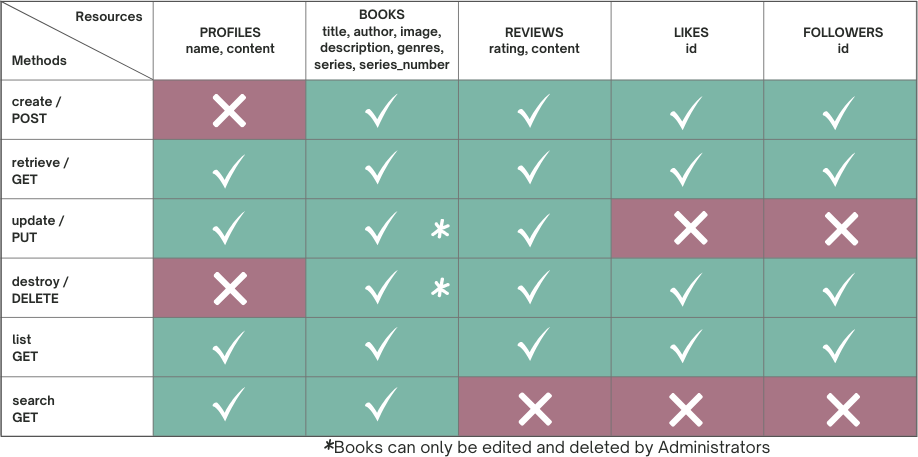 Resources
Methods
PROFILES
name, content
BOOKS
title, author, image,
description, genres,
series, series_number
REVIEWS
rating, content
LIKES
id
FOLLOWERS
id
create /
POST
retrieve /
GET
update /
PUT
*
destroy /
DELETE
*
list
GET
search
GET
*Books can only be edited and deleted by Administrators